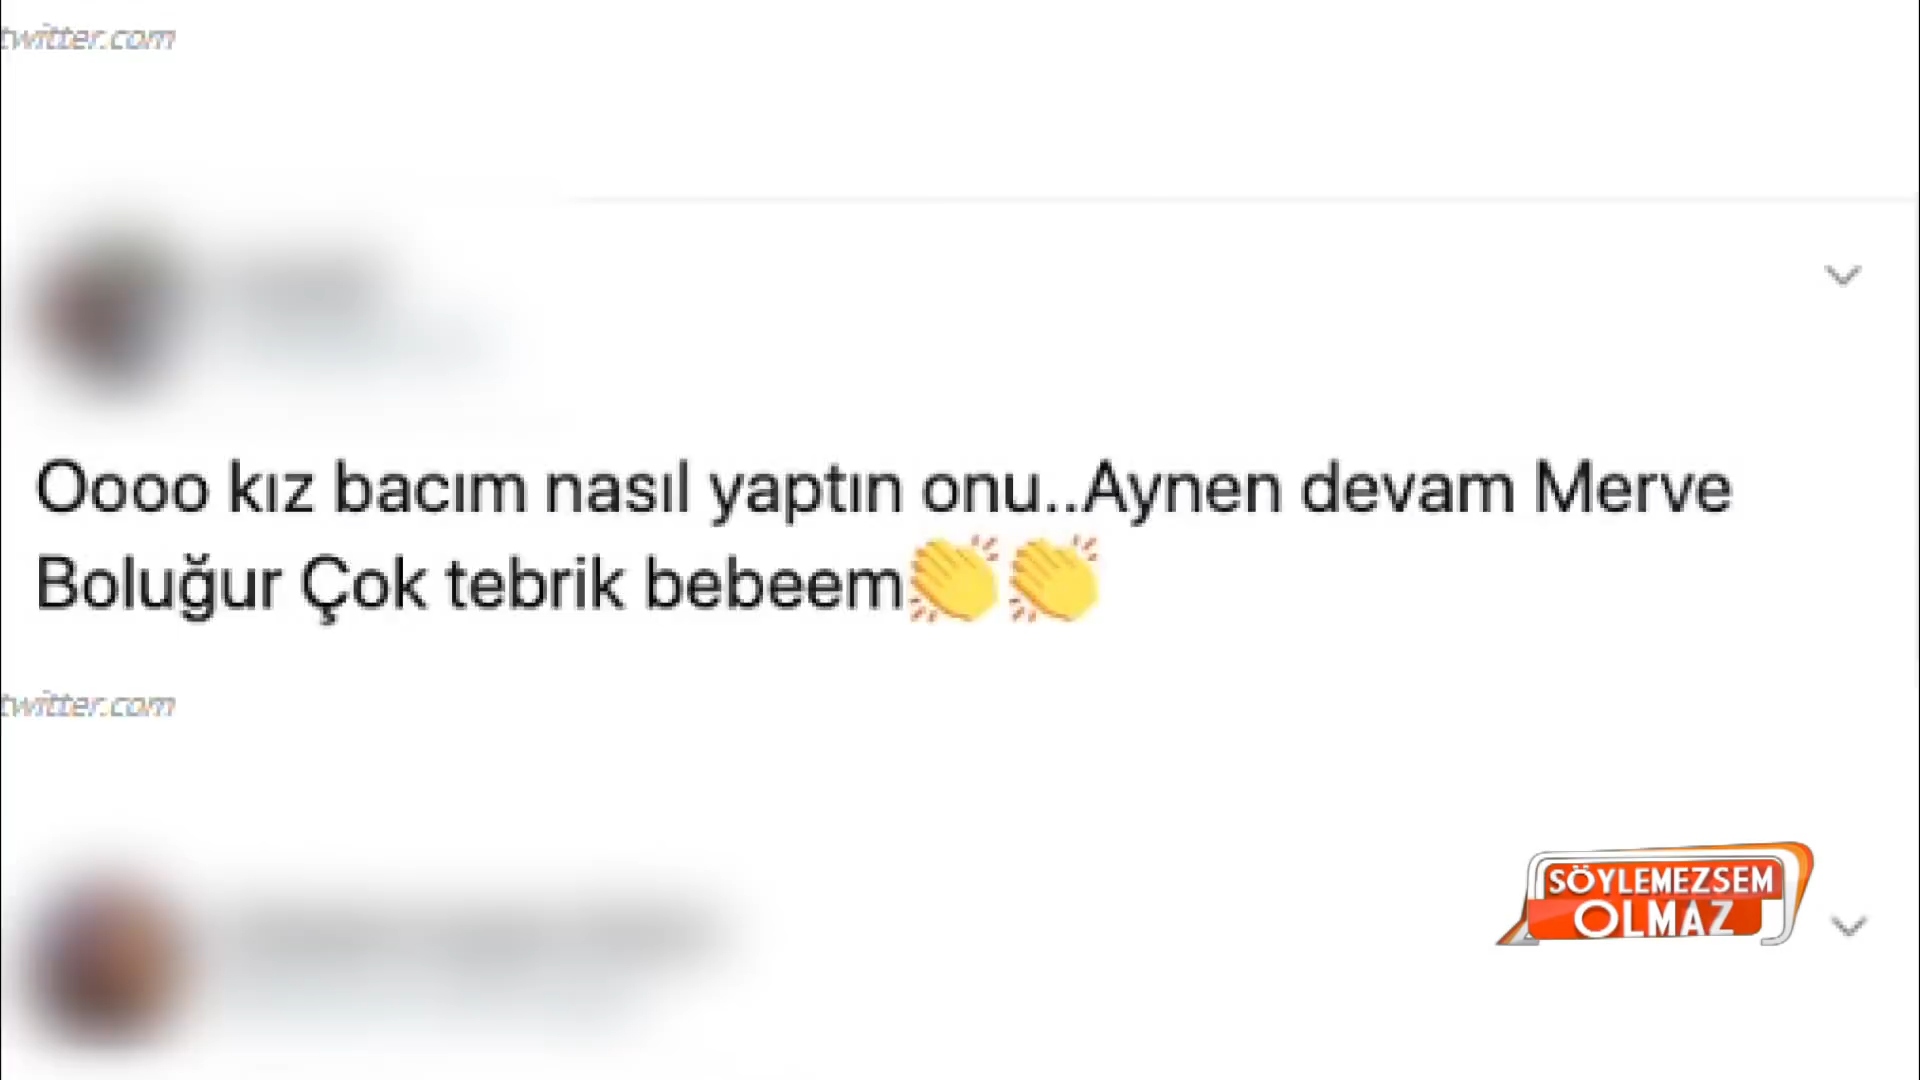 twitter.com
Oooo kız bacım nasıl yaptın onu..Aynen devam Merve
Boluğur Çok tebrik bebeem👏👏
twitter.com
SÖYLEMEZSEM
OLMAZ